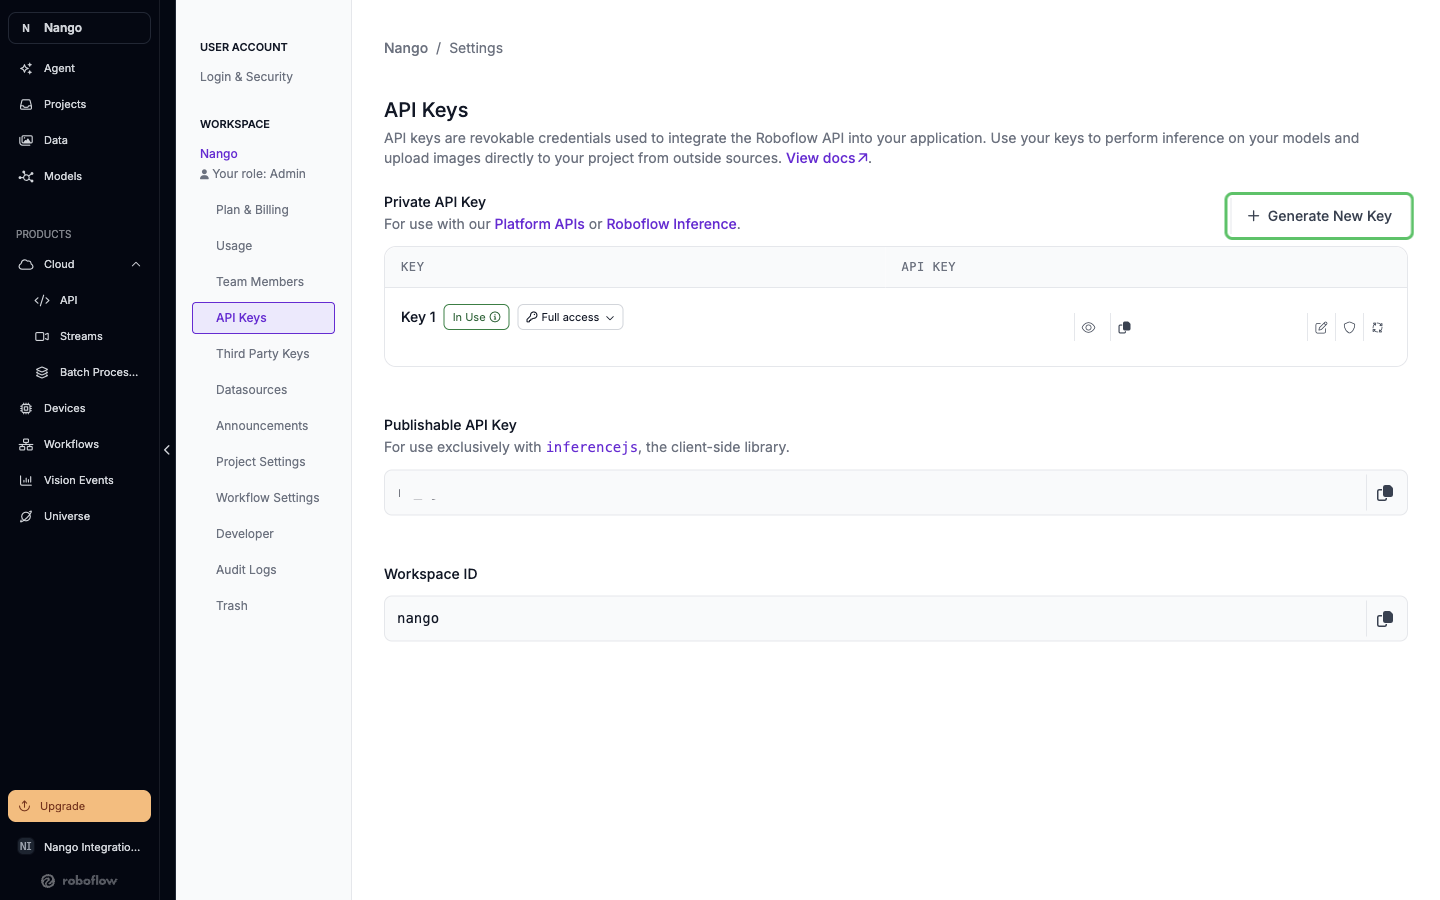 N Nango
Agent
Projects
Data
Models
PRODUCTS
Cloud
API
Streams
Batch Proces...
Devices
Workflows
Vision Events
Universe
Upgrade
NI Nango Integratio...
roboflow
USER ACCOUNT
Login & Security
WORKSPACE
Nango
Your role: Admin
Plan & Billing
Usage
Team Members
API Keys
Third Party Keys
Datasources
Announcements
Project Settings
Workflow Settings
Developer
Audit Logs
Trash
Nango / Settings
API Keys
API keys are revokable credentials used to integrate the Roboflow API into your application. Use your keys to perform inference on your models and
upload images directly to your project from outside sources. View docs.
Private API Key
For use with our Platform APIs or Roboflow Inference.
Generate New Key
KEY API KEY
Key 1 In Use Full access
Publishable API Key
For use exclusively with inferencejs, the client-side library.
Workspace ID
nango